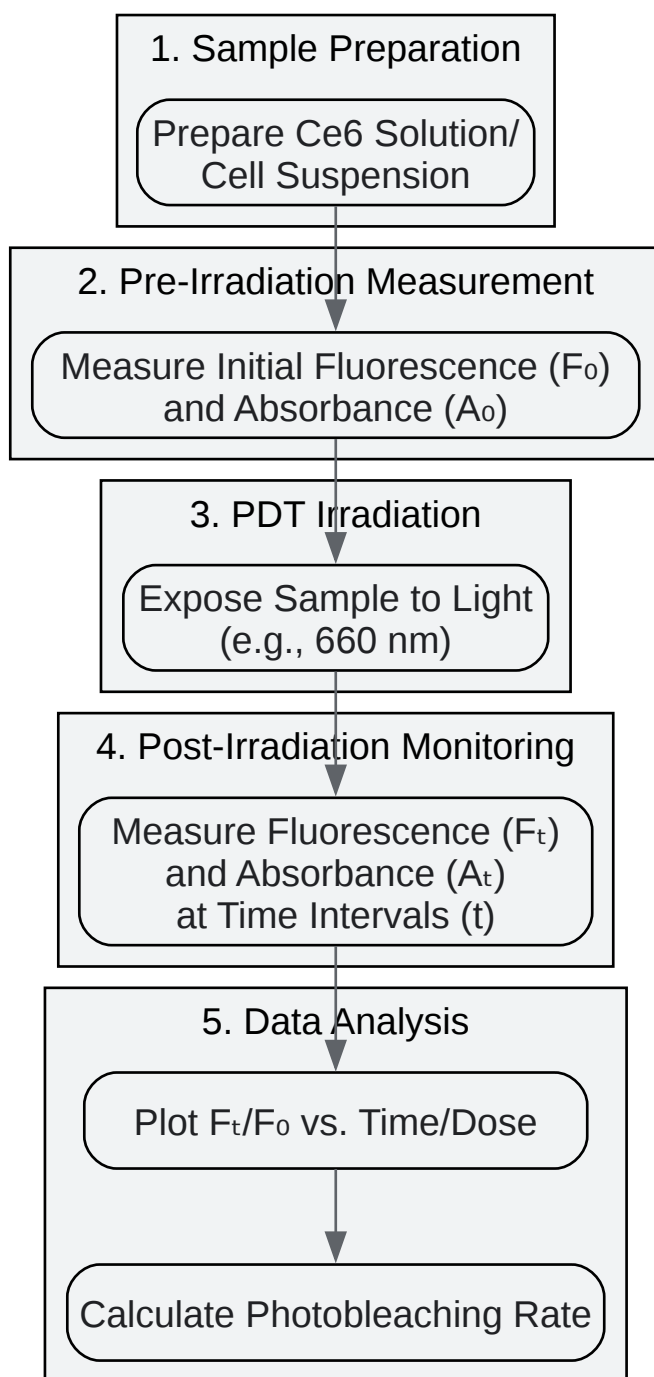 1. Sample Preparation
Prepare Ce6 Solution/
Cell Suspension
2. Pre-Irradiation Measurement
Measure Initial Fluorescence (F₀)
and Absorbance (A₀)
3. PDT Irradiation
Expose Sample to Light
(e.g., 660 nm)
4. Post-Irradiation Monitoring
Measure Fluorescence (Fₜ)
and Absorbance (Aₜ)
at Time Intervals (t)
5. Data Analysis
Plot Fₜ/F₀ vs. Time/Dose
Calculate Photobleaching Rate